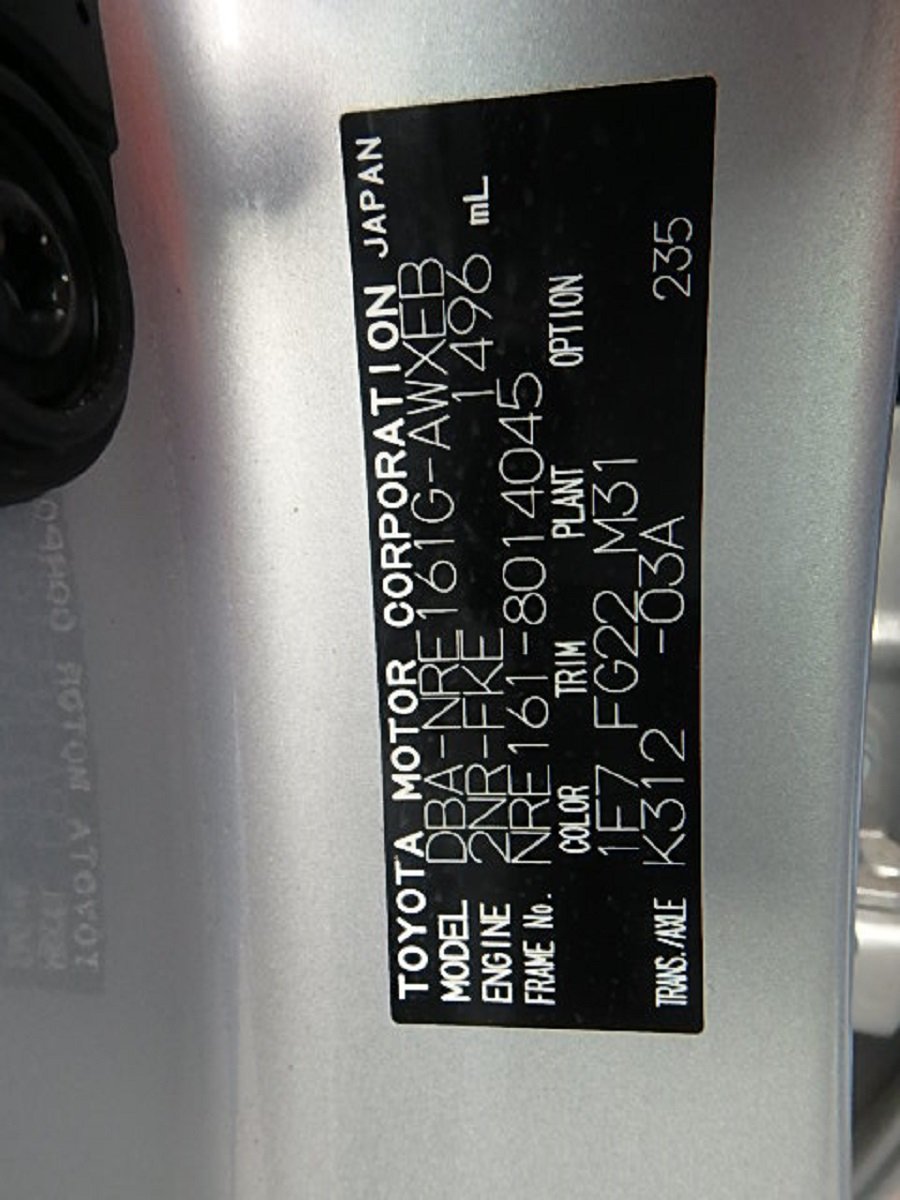 TOYOTA MOTOR CORPORATION JAPAN
MODEL DBA-NRE161G-AWXEB
ENGINE 2NR-FKE 1496 mL
FRAME No. NRE161-8014045
COLOR TRIM PLANT OPTION
1F7 FG22 M31
TRANS./AXLE K312 -03A 235